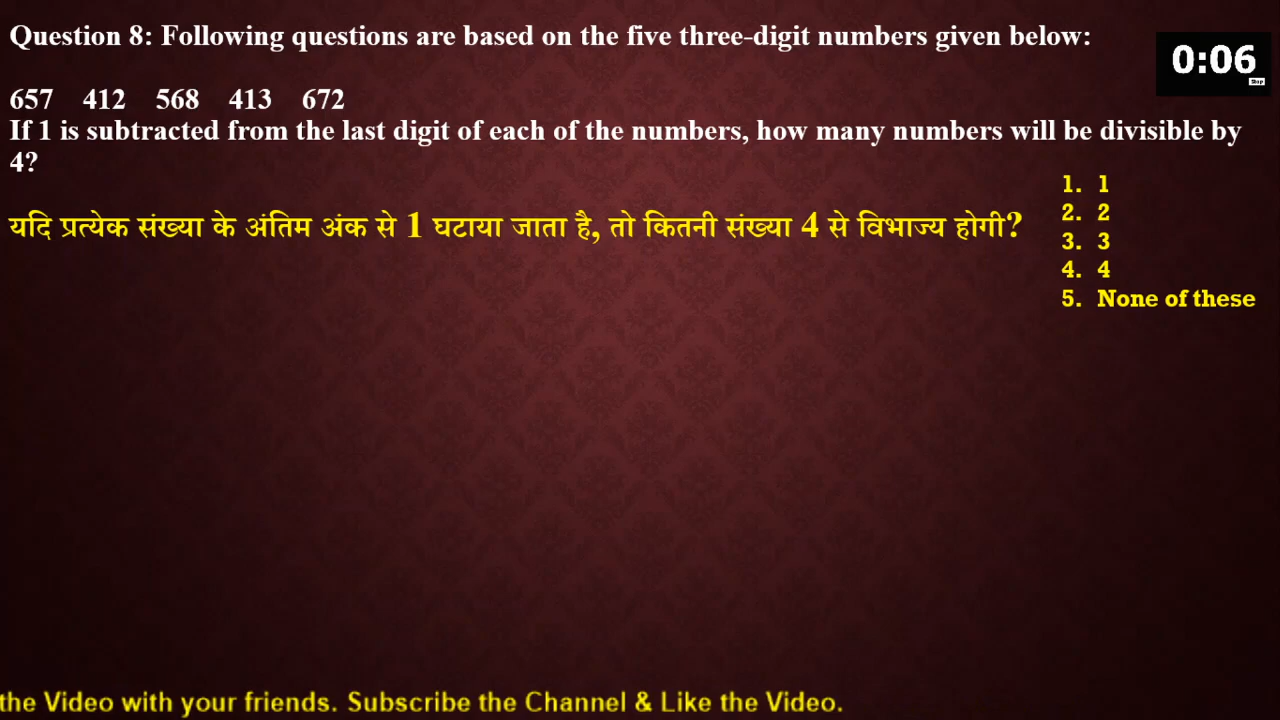 Question 8: Following questions are based on the five three-digit numbers given below:
0:06
Stop
657 412 568 413 672
If 1 is subtracted from the last digit of each of the numbers, how many numbers will be divisible by
4?
यदि प्रत्येक संख्या के अंतिम अंक से 1 घटाया जाता है, तो कितनी संख्या 4 से विभाज्य होगी?
1. 1
2. 2
3. 3
4. 4
5. None of these
the Video with your friends. Subscribe the Channel & Like the Video.